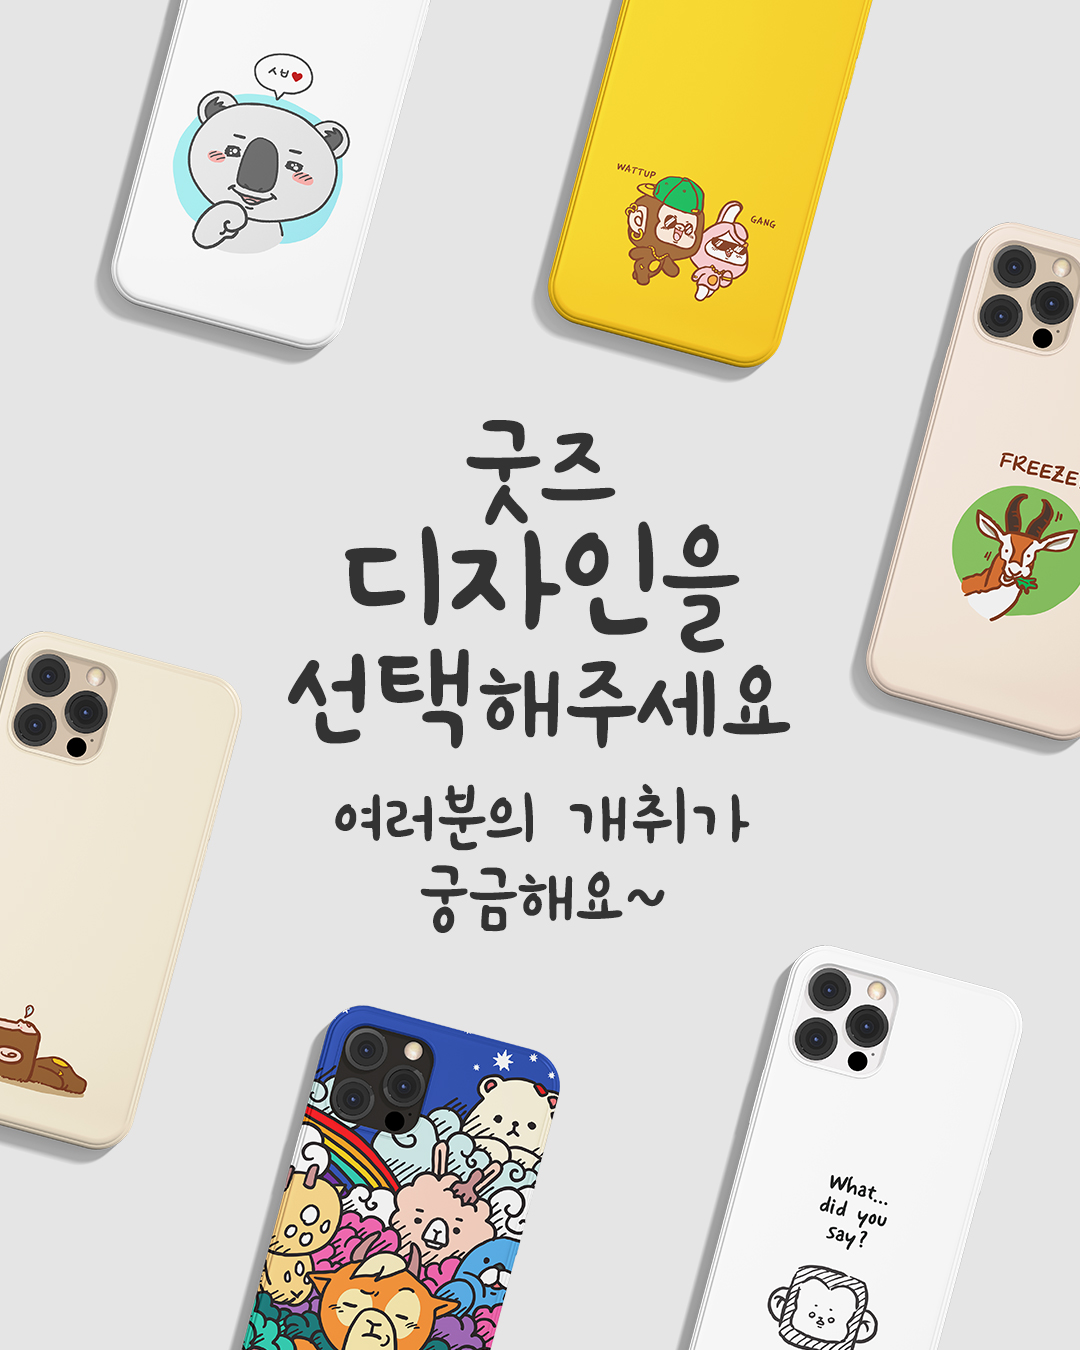 ㅅㅂ♥
WATTUP
GANG
FREEZE
굿즈
디자인을
선택해주세요
여러분의 개취가
궁금해요~
What...
did you
say?